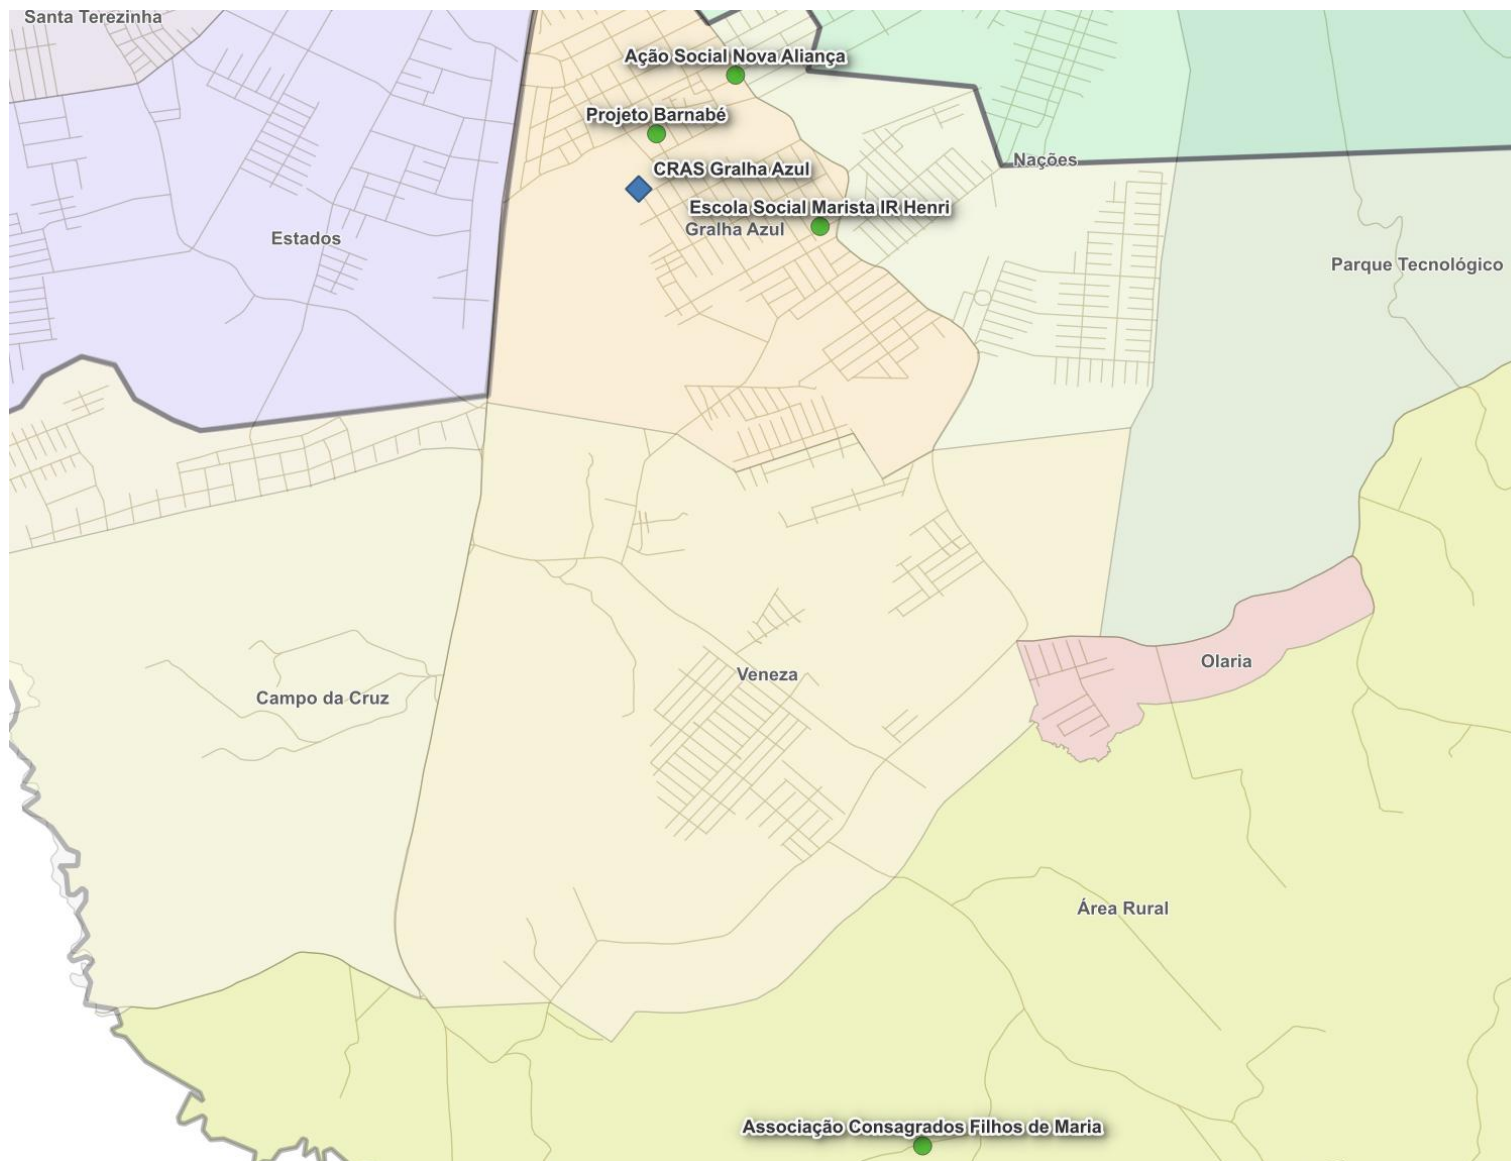 Santa Terezinha
Ação Social Nova Aliança
Projeto Barnabé
Nações
CRAS Gralha Azul
Escola Social Marista IR Henri
Gralha Azul
Estados
Parque Tecnológico
Olaria
Veneza
Campo da Cruz
Área Rural
Associação Consagrados Filhos de Maria